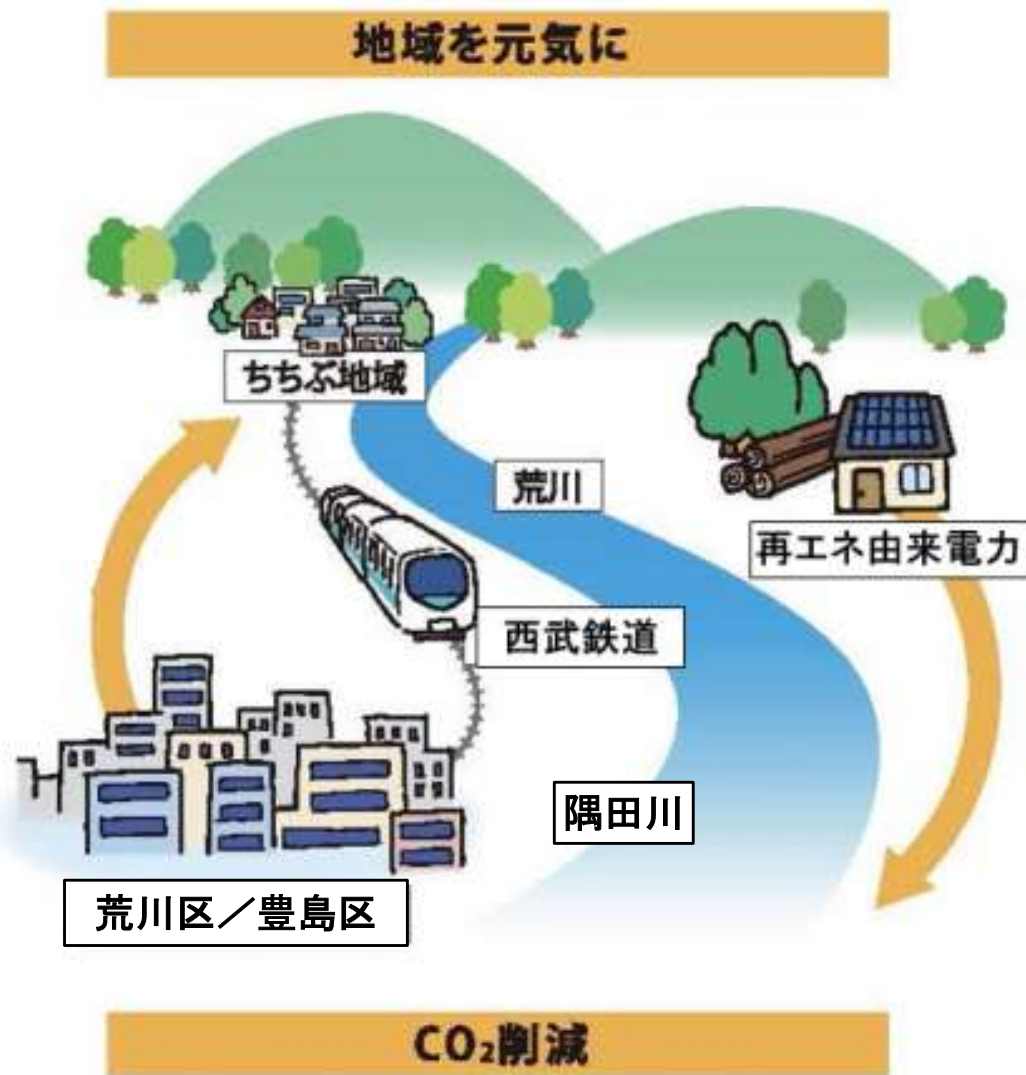 地域を元気に
ちちぶ地域
荒川
再エネ由来電力
西武鉄道
隅田川
荒川区／豊島区
CO₂削減